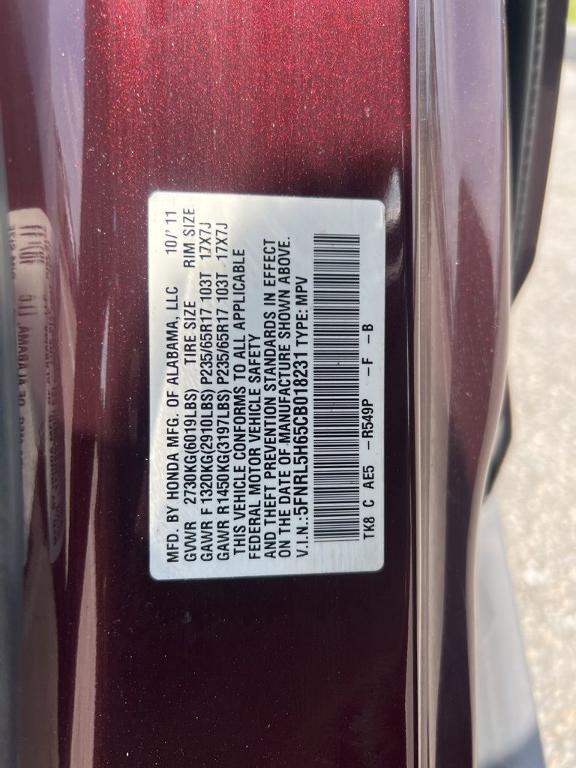 MFD. BY HONDA MFG. OF ALABAMA, LLC 10/'11
GVWR 2730KG(6019LBS) TIRE SIZE RIM SIZE
GAWR F 1320KG(2910LBS) P235/65R17 103T 17X7J
GAWR R1450KG(3197LBS) P235/65R17 103T 17X7J
THIS VEHICLE CONFORMS TO ALL APPLICABLE
FEDERAL MOTOR VEHICLE SAFETY
AND THEFT PREVENTION STANDARDS IN EFFECT
ON THE DATE OF MANUFACTURE SHOWN ABOVE.
V.I.N.:5FNRL5H65CB018231 TYPE: MPV
TK8 C AE5 -R549P -F -B